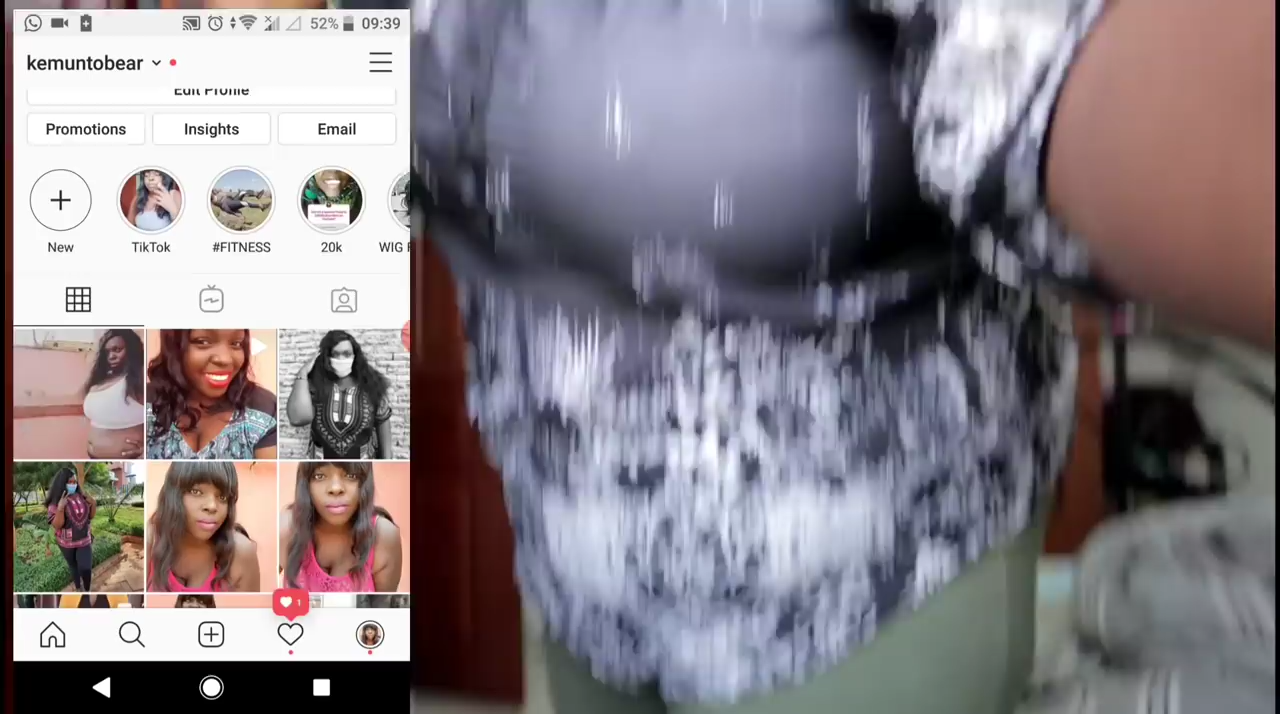 52% 09:39
kemuntobear
Edit Profile
Promotions Insights Email
New TikTok #FITNESS 20k WIG
1